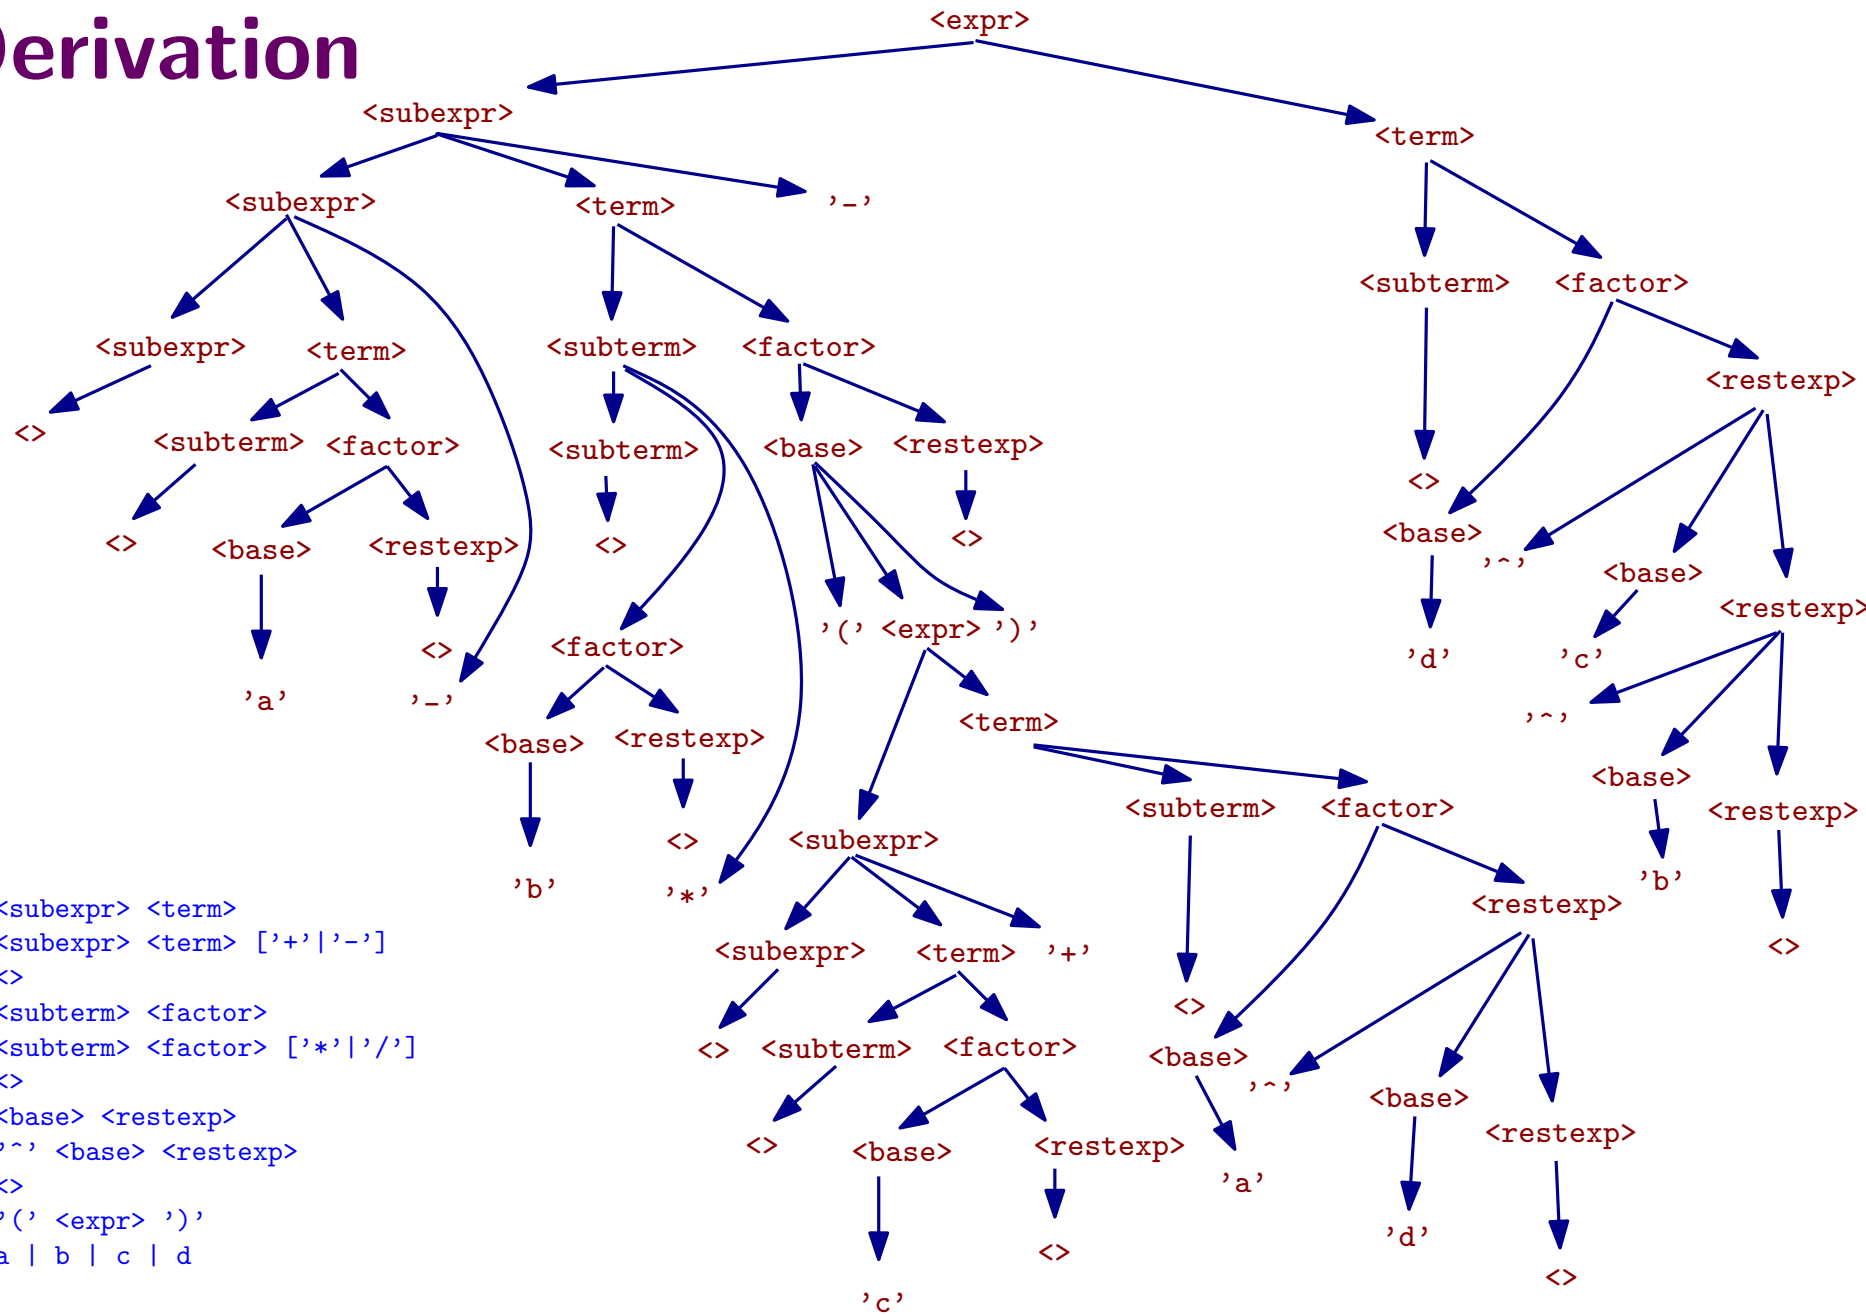 Derivation
<expr>
<subexpr>
<term>
<subexpr> <term> '-'
<subterm> <factor>
<subexpr> <term> <subterm> <factor>
<restexp>
<> <subterm> <factor> <subterm> <base> <restexp>
<>
<> <base> <restexp> <> <> <base> '^' <base>
<restexp>
'(' <expr> ')'
<> <factor> 'd' 'c'
'a' '-' '^'
<term>
<base> <restexp> <base>
<subterm> <factor> <restexp>
<> <subexpr>
'b' '*' 'b'
<restexp>
<subexpr> <term> '+' <>
<>
<> <subterm> <factor> <base> '^' <base>
<> <base> <restexp> <restexp>
'a'
<> 'd'
<>
'c'
<subexpr> <term>
<subexpr> <term> ['+'|'-']
<>
<subterm> <factor>
<subterm> <factor> ['*'|'/']
<>
<base> <restexp>
'^' <base> <restexp>
<>
'(' <expr> ')'
a | b | c | d